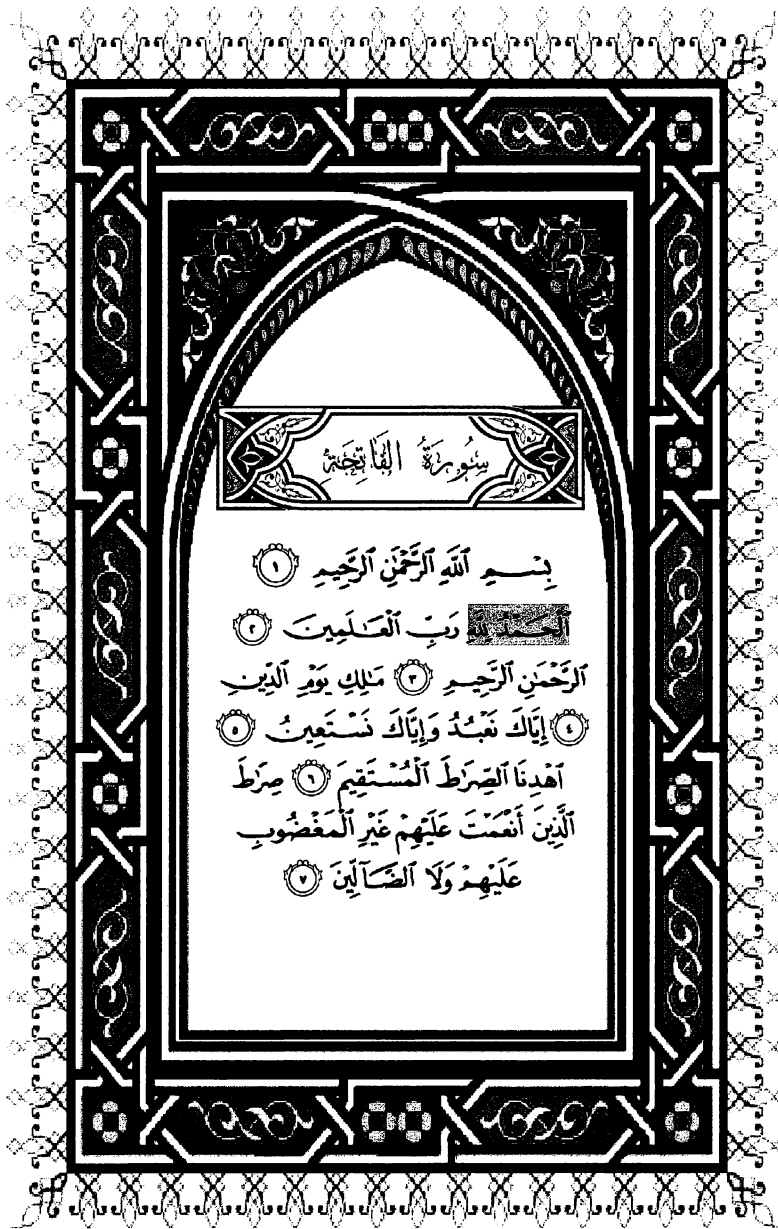 سُورَةُ الفَاتِحَةِ
بِسْمِ ٱللَّهِ ٱلرَّحْمَٰنِ ٱلرَّحِيمِ ١
ٱلْحَمْدُ لِلَّهِ رَبِّ ٱلْعَٰلَمِينَ ٢
ٱلرَّحْمَٰنِ ٱلرَّحِيمِ ٣ مَٰلِكِ يَوْمِ ٱلدِّينِ
٤ إِيَّاكَ نَعْبُدُ وَإِيَّاكَ نَسْتَعِينُ ٥
ٱهْدِنَا ٱلصِّرَٰطَ ٱلْمُسْتَقِيمَ ٦ صِرَٰطَ
ٱلَّذِينَ أَنْعَمْتَ عَلَيْهِمْ غَيْرِ ٱلْمَغْضُوبِ
عَلَيْهِمْ وَلَا ٱلضَّآلِّينَ ٧